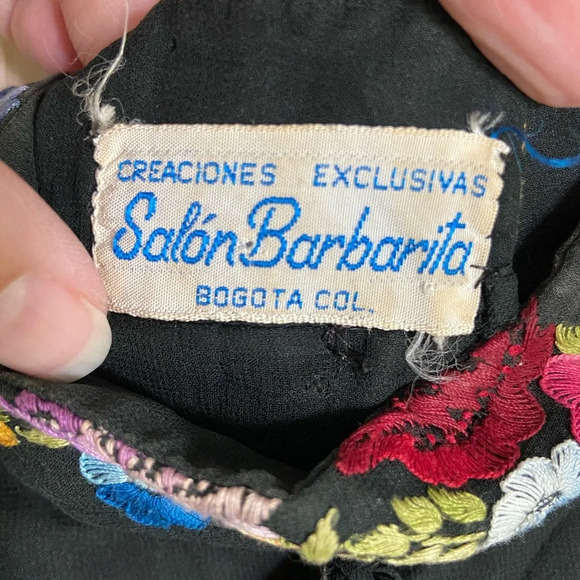 CREACIONES EXCLUSIVAS
Salón Barbarita
BOGOTA COL.